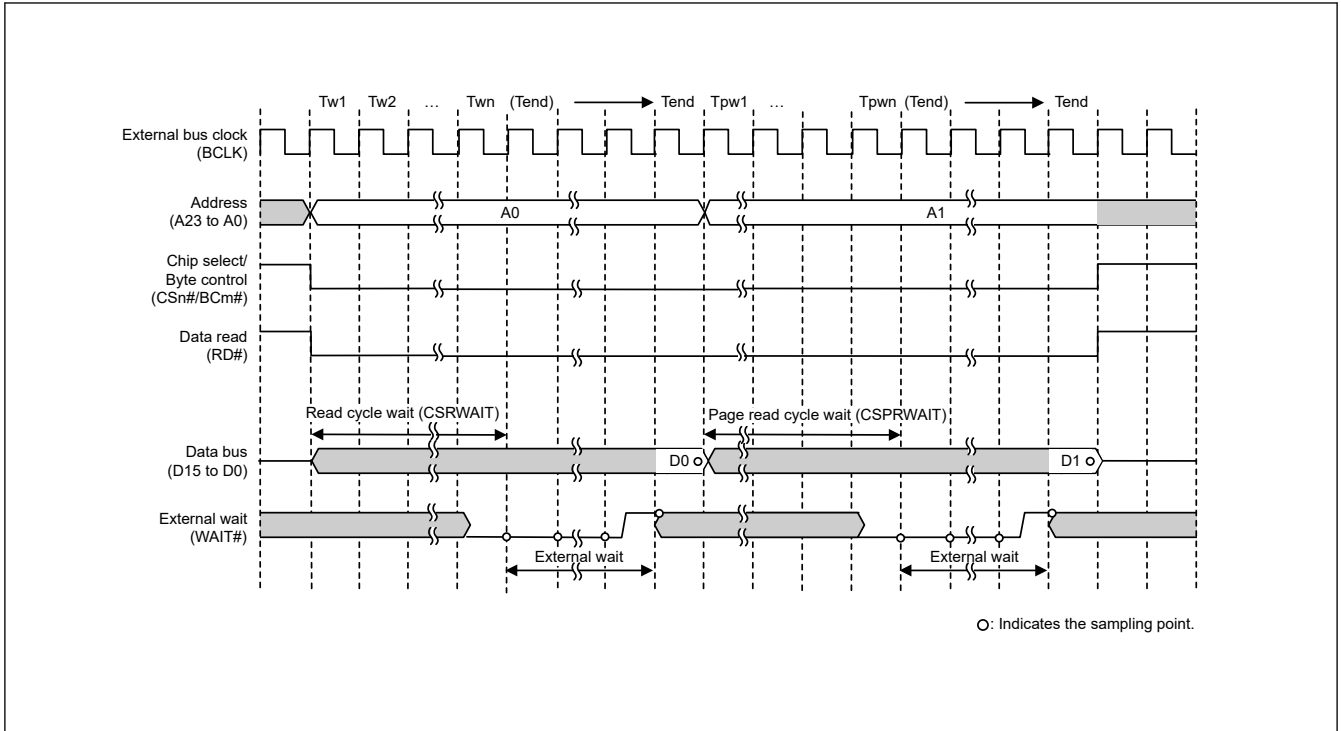 Tw1 Tw2 … Twn (Tend) Tend Tpw1 … Tpwn (Tend) Tend
External bus clock
(BCLK)
Address
(A23 to A0)
A0 A1
Chip select/
Byte control
(CSn#/BCm#)
Data read
(RD#)
Read cycle wait (CSRWAIT) Page read cycle wait (CSPRWAIT)
Data bus
(D15 to D0)
D0 D1
External wait
(WAIT#)
External wait External wait
: Indicates the sampling point.